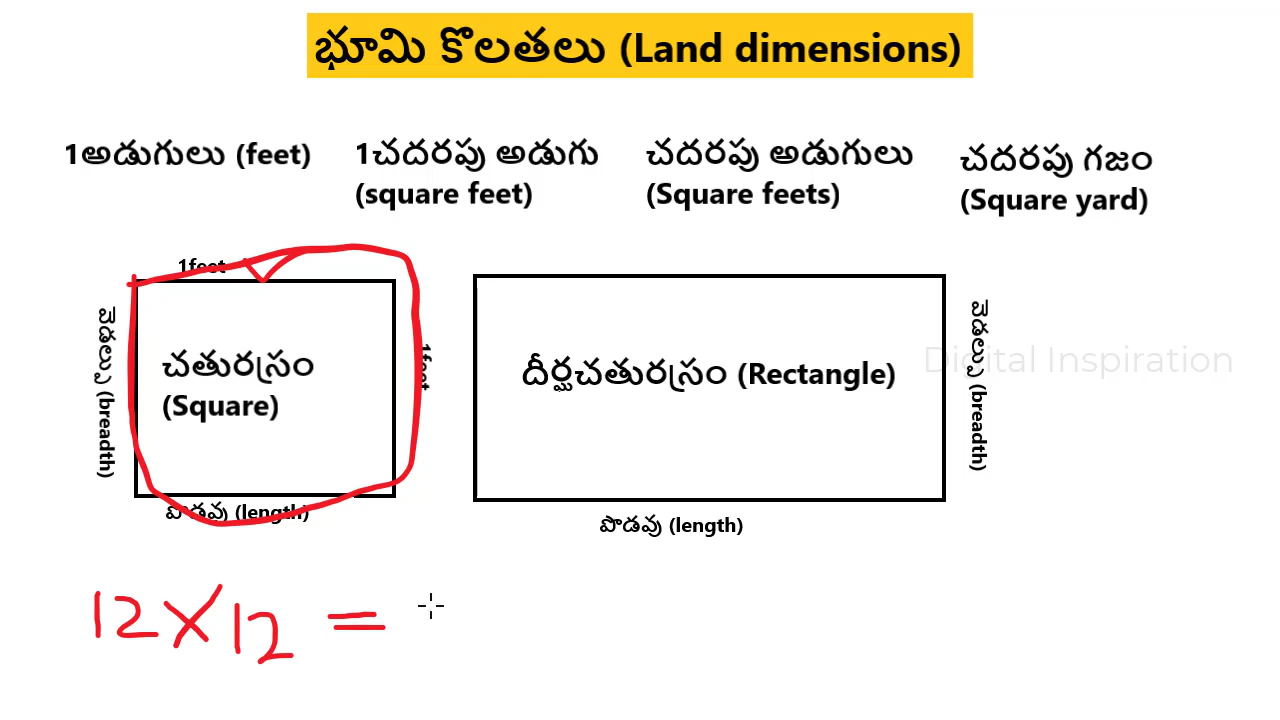 భూమి కొలతలు (Land dimensions)
1అడుగులు (feet)
1చదరపు అడుగు
(square feet)
చదరపు అడుగులు
(Square feets)
చదరపు గజం
(Square yard)
1feet
వెడల్పు (breadth)
చతురస్రం
(Square)
1feet
పొడవు (length)
దీర్ఘచతురస్రం (Rectangle)
వెడల్పు (breadth)
పొడవు (length)
Digital Inspiration
12 × 12 =